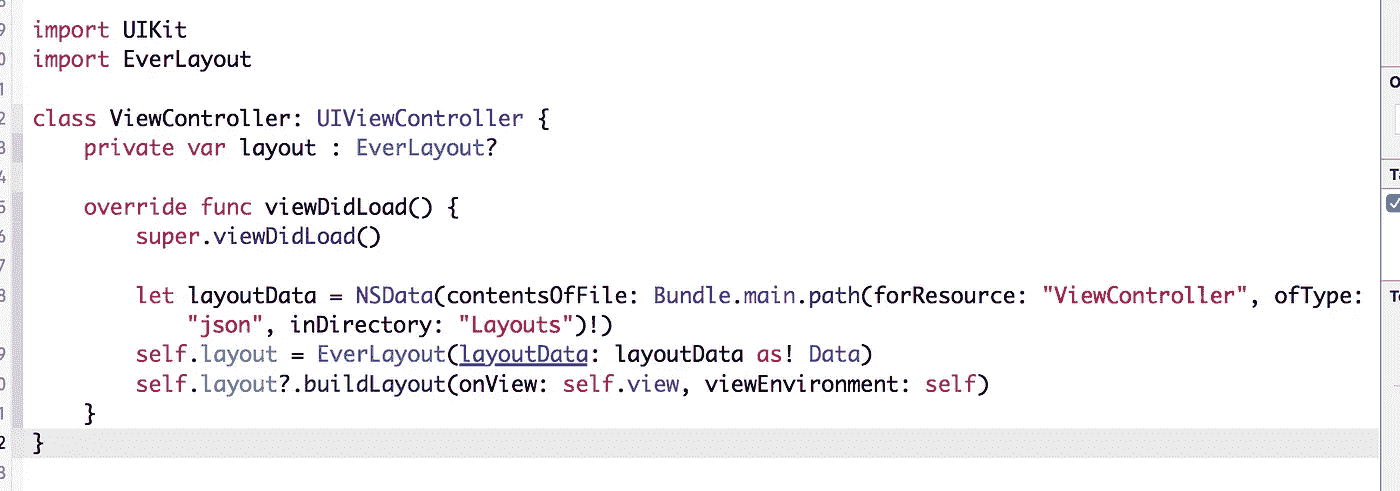 9 import UIKit
0 import EverLayout
1
2 class ViewController: UIViewController {
3     private var layout : EverLayout?
4
5     override func viewDidLoad() {
6         super.viewDidLoad()
7
8         let layoutData = NSData(contentsOfFile: Bundle.main.path(forResource: "ViewController", ofType:
            "json", inDirectory: "Layouts")!)
9         self.layout = EverLayout(layoutData: layoutData as! Data)
0         self.layout?.buildLayout(onView: self.view, viewEnvironment: self)
1     }
2 }
3